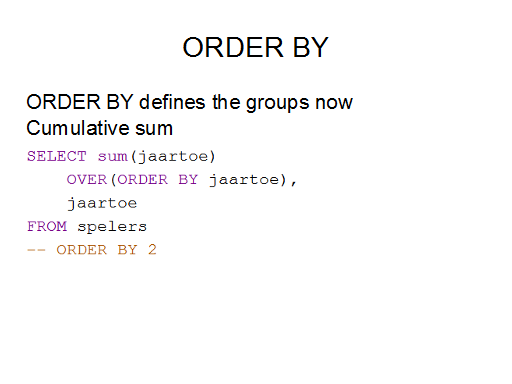 ORDER BY
ORDER BY defines the groups now
Cumulative sum
SELECT sum(jaartoe)
    OVER(ORDER BY jaartoe),
    jaartoe
FROM spelers
-- ORDER BY 2